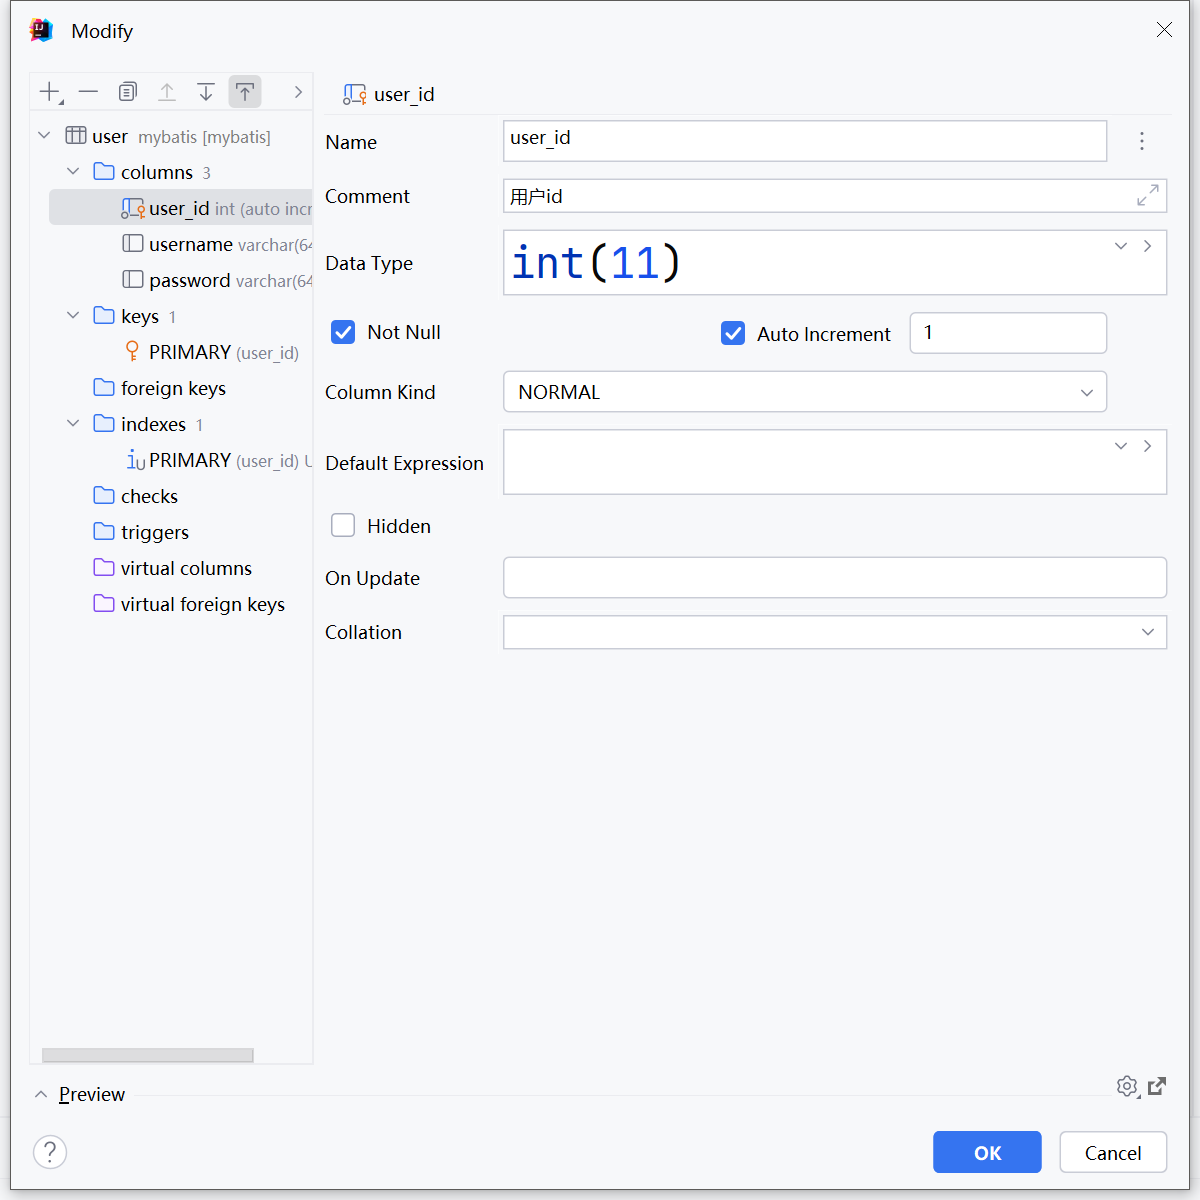 Modify
user mybatis [mybatis]
columns 3
user_id int (auto incr
username varchar(64
password varchar(64
keys 1
PRIMARY (user_id)
foreign keys
indexes 1
PRIMARY (user_id) U
checks
triggers
virtual columns
virtual foreign keys
user_id
Name user_id
Comment 用户id
Data Type int(11)
Not Null Auto Increment 1
Column Kind NORMAL
Default Expression
Hidden
On Update
Collation
Preview
? OK Cancel